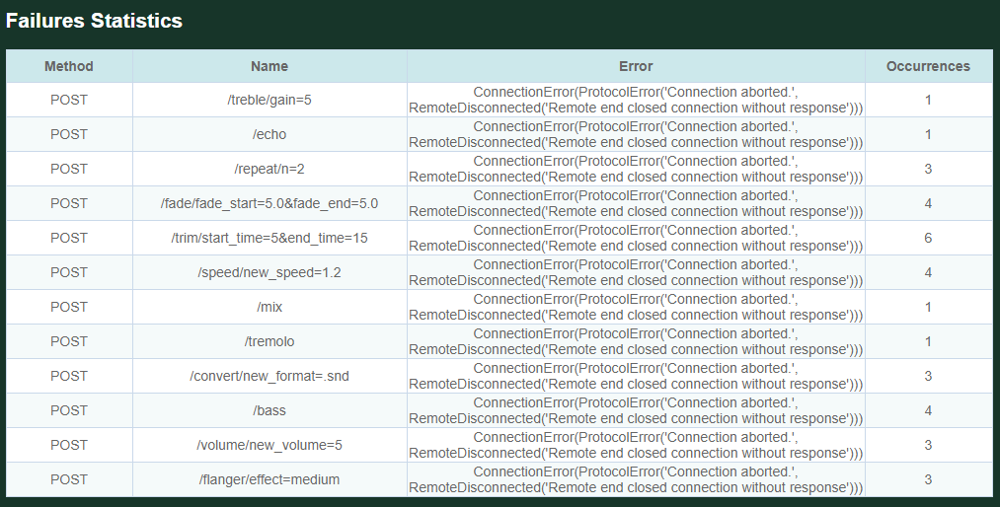 Failures Statistics
Method Name Error Occurrences
POST /treble/gain=5 ConnectionError(ProtocolError('Connection aborted.', 1
RemoteDisconnected('Remote end closed connection without response')))
POST /echo ConnectionError(ProtocolError('Connection aborted.', 1
RemoteDisconnected('Remote end closed connection without response')))
POST /repeat/n=2 ConnectionError(ProtocolError('Connection aborted.', 3
RemoteDisconnected('Remote end closed connection without response')))
POST /fade/fade_start=5.0&fade_end=5.0 ConnectionError(ProtocolError('Connection aborted.', 4
RemoteDisconnected('Remote end closed connection without response')))
POST /trim/start_time=5&end_time=15 ConnectionError(ProtocolError('Connection aborted.', 6
RemoteDisconnected('Remote end closed connection without response')))
POST /speed/new_speed=1.2 ConnectionError(ProtocolError('Connection aborted.', 4
RemoteDisconnected('Remote end closed connection without response')))
POST /mix ConnectionError(ProtocolError('Connection aborted.', 1
RemoteDisconnected('Remote end closed connection without response')))
POST /tremolo ConnectionError(ProtocolError('Connection aborted.', 1
RemoteDisconnected('Remote end closed connection without response')))
POST /convert/new_format=.snd ConnectionError(ProtocolError('Connection aborted.', 3
RemoteDisconnected('Remote end closed connection without response')))
POST /bass ConnectionError(ProtocolError('Connection aborted.', 4
RemoteDisconnected('Remote end closed connection without response')))
POST /volume/new_volume=5 ConnectionError(ProtocolError('Connection aborted.', 3
RemoteDisconnected('Remote end closed connection without response')))
POST /flanger/effect=medium ConnectionError(ProtocolError('Connection aborted.', 3
RemoteDisconnected('Remote end closed connection without response')))